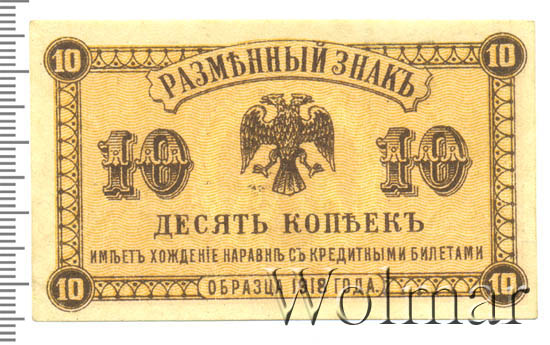 10 10
РАЗМѢННЫЙ ЗНАКЪ
10 10
ДЕСЯТЬ КОПѢЕКЪ
ИМѢЕТЪ ХОЖДЕНІЕ НАРАВНѢ СЪ КРЕДИТНЫМИ БИЛЕТАМИ
10 ОБРАЗЦА 1918 ГОДА. 10
Wolmar